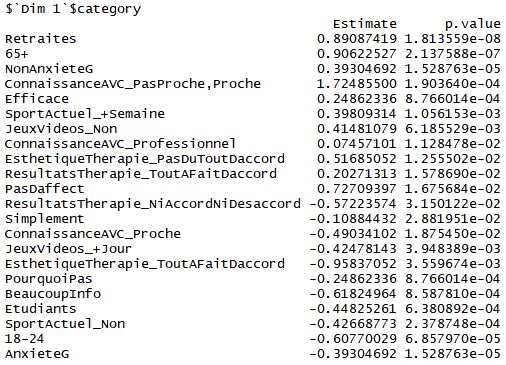 $`Dim 1`$category
Estimate p.value
Retraites 0.89087419 1.813559e-08
65+ 0.90622527 2.137588e-07
NonAnxieteG 0.39304692 1.528763e-05
ConnaissanceAVC_PasProche,Proche 1.72485500 1.903640e-04
Efficace 0.24862336 8.766014e-04
SportActuel_+Semaine 0.39809314 1.056153e-03
JeuxVideos_Non 0.41481079 6.185529e-03
ConnaissanceAVC_Professionnel 0.07457101 1.128478e-02
EsthetiqueTherapie_PasDuToutDaccord 0.51685052 1.255502e-02
ResultatsTherapie_ToutAFaitDaccord 0.20271313 1.578690e-02
PasDaffect 0.72709397 1.675684e-02
ResultatsTherapie_NiAccordNiDesaccord -0.57223574 3.150122e-02
Simplement -0.10884432 2.881951e-02
ConnaissanceAVC_Proche -0.49034102 1.875450e-02
JeuxVideos_+Jour -0.42478143 3.948389e-03
EsthetiqueTherapie_ToutAFaitDaccord -0.95837052 3.559674e-03
PourquoiPas -0.24862336 8.766014e-04
BeaucoupInfo -0.61824964 8.587810e-04
Etudiants -0.44825261 6.380892e-04
SportActuel_Non -0.42668773 2.378748e-04
18-24 -0.60770029 6.857970e-05
AnxieteG -0.39304692 1.528763e-05